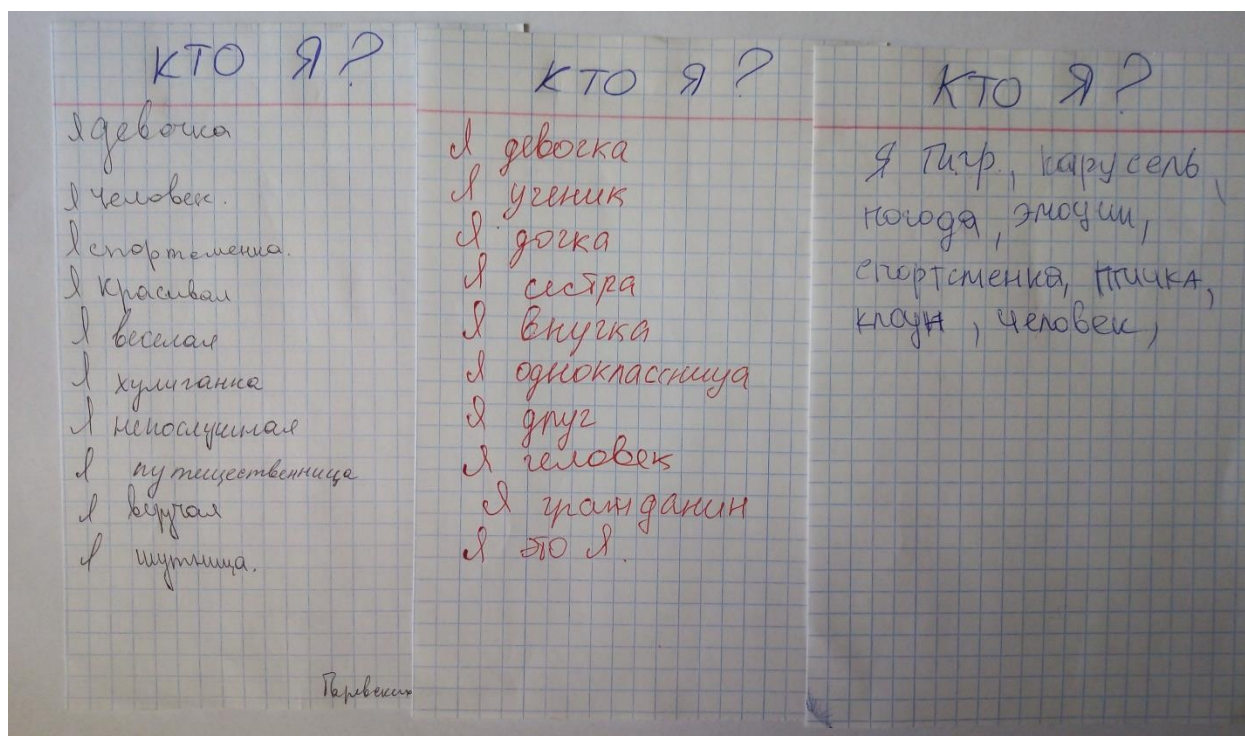 КТО Я?
Я девочка
Я человек.
Я спортсменка.
Я красивая
Я веселая
Я хулиганка
Я непослушная
Я путешественница
Я
Я шутница.
КТО Я?
Я девочка
Я ученик
Я дочка
Я сестра
Я внучка
Я одноклассница
Я друг
Я человек
Я гражданин
Я это Я.
КТО Я?
Я Тигр, карусель,
погода, эмоции,
спортсменка, птичка,
клоун, человек,